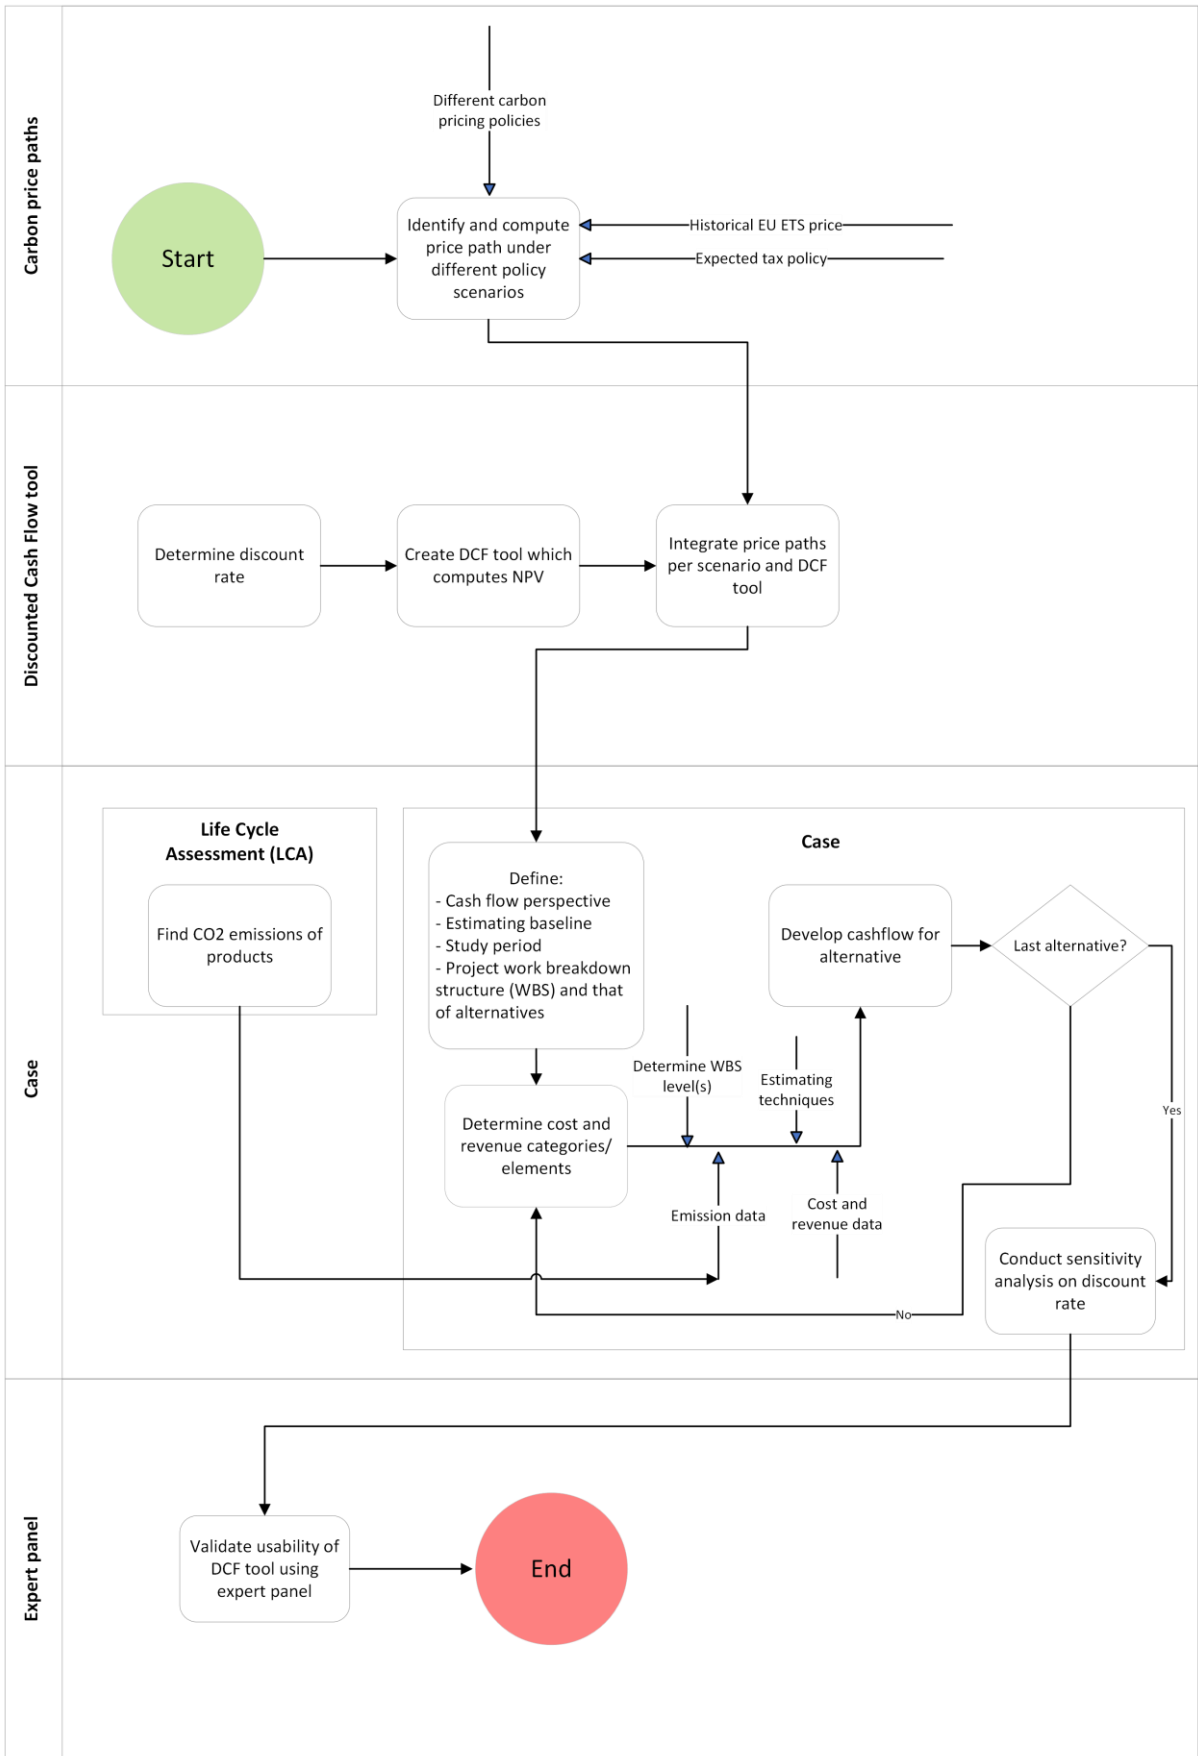 Carbon price paths
Different carbon
pricing policies
Start
Identify and compute
price path under
different policy
scenarios
Historical EU ETS price
Expected tax policy
Discounted Cash Flow tool
Determine discount
rate
Create DCF tool which
computes NPV
Integrate price paths
per scenario and DCF
tool
Case
Life Cycle
Assessment (LCA)
Find CO2 emissions of
products
Case
Define:
- Cash flow perspective
- Estimating baseline
- Study period
- Project work breakdown
structure (WBS) and that
of alternatives
Develop cashflow for
alternative
Last alternative?
Determine WBS
level(s)
Estimating
techniques
Yes
Determine cost and
revenue categories/
elements
Emission data
Cost and
revenue data
Conduct sensitivity
analysis on discount
rate
No
Expert panel
Validate usability of
DCF tool using
expert panel
End